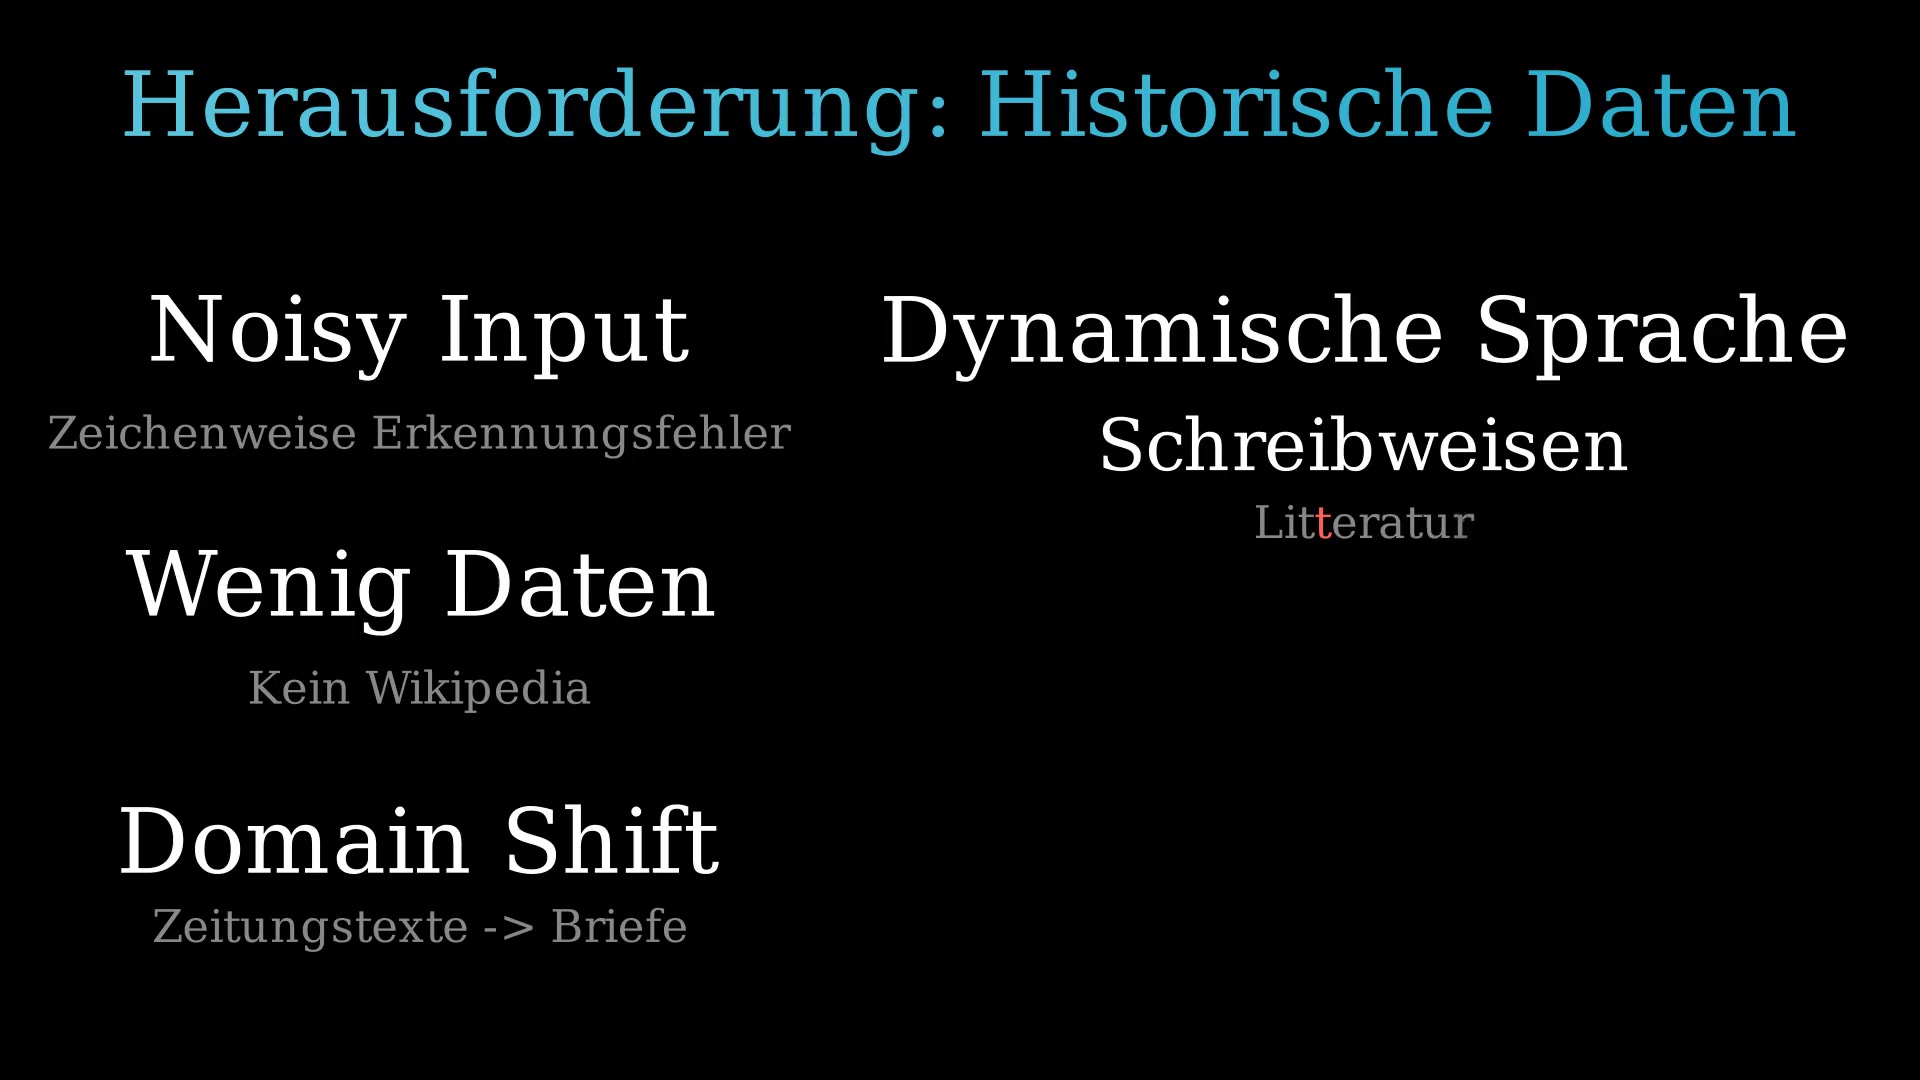 Herausforderung: Historische Daten
Noisy Input
Zeichenweise Erkennungsfehler
Wenig Daten
Kein Wikipedia
Domain Shift
Zeitungstexte -> Briefe
Dynamische Sprache
Schreibweisen
Litteratur